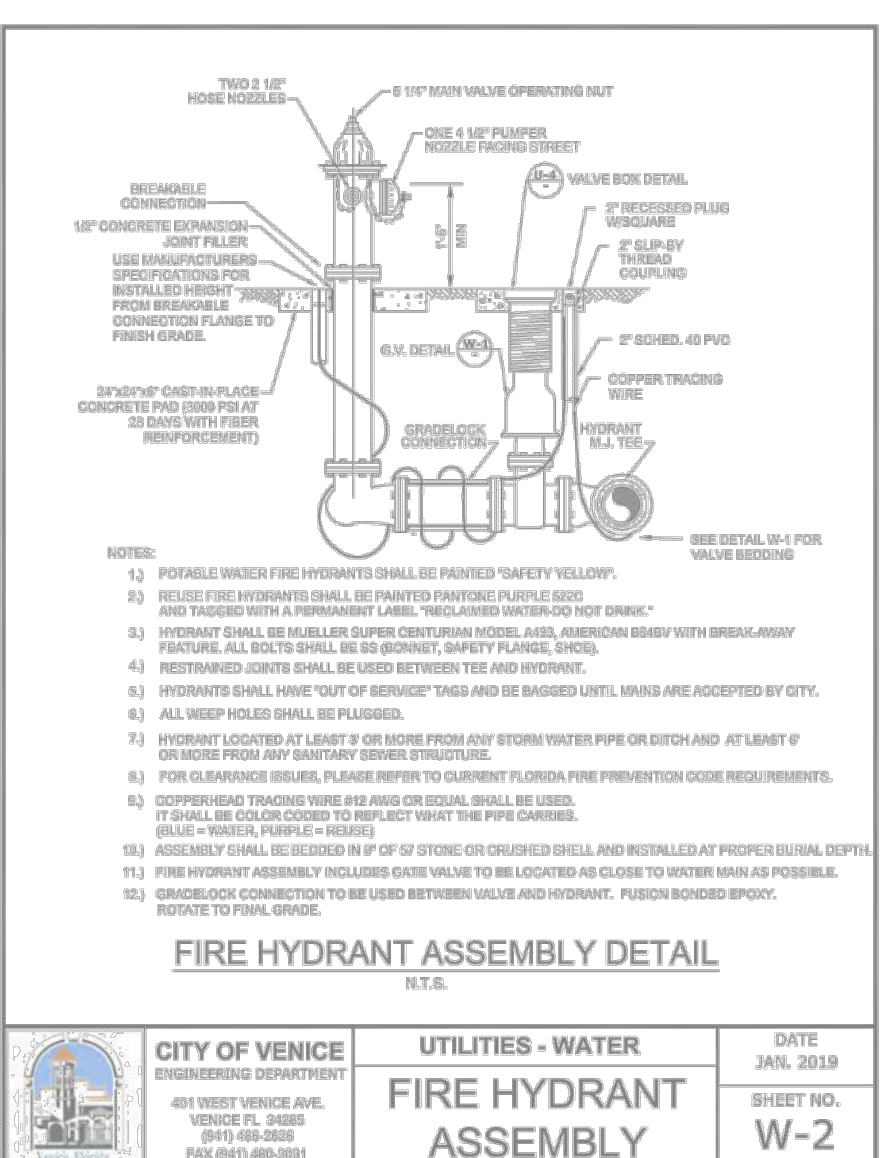 TWO 2 1/2"
HOSE NOZZLES
5 1/4" MAIN VALVE OPERATING NUT
ONE 4 1/2" PUMPER
NOZZLE FACING STREET
U-4
VALVE BOX DETAIL
BREAKABLE
CONNECTION
2" RECESSED PLUG
W/SQUARE
1/2" CONCRETE EXPANSION
JOINT FILLER
1'-6"
MIN
2" SLIP-BY
THREAD
COUPLING
USE MANUFACTURERS
SPECIFICATIONS FOR
INSTALLED HEIGHT
FROM BREAKABLE
CONNECTION FLANGE TO
FINISH GRADE.
G.V. DETAIL
W-1
2" SCHED. 40 PVC
COPPER TRACING
WIRE
24"x24"x6" CAST-IN-PLACE
CONCRETE PAD (3000 PSI AT
28 DAYS WITH FIBER
REINFORCEMENT)
GRADELOCK
CONNECTION
HYDRANT
M.J. TEE
SEE DETAIL W-1 FOR
VALVE BEDDING
NOTES:
1.) POTABLE WATER FIRE HYDRANTS SHALL BE PAINTED "SAFETY YELLOW".
2.) REUSE FIRE HYDRANTS SHALL BE PAINTED PANTONE PURPLE 522C
AND TAGGED WITH A PERMANENT LABEL "RECLAIMED WATER-DO NOT DRINK."
3.) HYDRANT SHALL BE MUELLER SUPER CENTURIAN MODEL A423, AMERICAN B84BV WITH BREAK-AWAY
FEATURE. ALL BOLTS SHALL BE SS (BONNET, SAFETY FLANGE, SHOE).
4.) RESTRAINED JOINTS SHALL BE USED BETWEEN TEE AND HYDRANT.
5.) HYDRANTS SHALL HAVE "OUT OF SERVICE" TAGS AND BE BAGGED UNTIL MAINS ARE ACCEPTED BY CITY.
6.) ALL WEEP HOLES SHALL BE PLUGGED.
7.) HYDRANT LOCATED AT LEAST 3' OR MORE FROM ANY STORM WATER PIPE OR DITCH AND AT LEAST 6'
OR MORE FROM ANY SANITARY SEWER STRUCTURE.
8.) FOR CLEARANCE ISSUES, PLEASE REFER TO CURRENT FLORIDA FIRE PREVENTION CODE REQUIREMENTS.
9.) COPPERHEAD TRACING WIRE #12 AWG OR EQUAL SHALL BE USED.
IT SHALL BE COLOR CODED TO REFLECT WHAT THE PIPE CARRIES.
(BLUE = WATER, PURPLE = REUSE)
10.) ASSEMBLY SHALL BE BEDDED IN OF 57 STONE OR CRUSHED SHELL AND INSTALLED AT PROPER BURIAL DEPTH.
11.) FIRE HYDRANT ASSEMBLY INCLUDES GATE VALVE TO BE LOCATED AS CLOSE TO WATER MAIN AS POSSIBLE.
12.) GRADELOCK CONNECTION TO BE USED BETWEEN VALVE AND HYDRANT. FUSION BONDED EPOXY.
ROTATE TO FINAL GRADE.
FIRE HYDRANT ASSEMBLY DETAIL
N.T.S.
Venice Florida
CITY OF VENICE
ENGINEERING DEPARTMENT
401 WEST VENICE AVE.
VENICE FL 34285
(941) 486-2626
FAX (941) 480-3031
UTILITIES - WATER
FIRE HYDRANT
ASSEMBLY
DATE
JAN. 2019
SHEET NO.
W-2